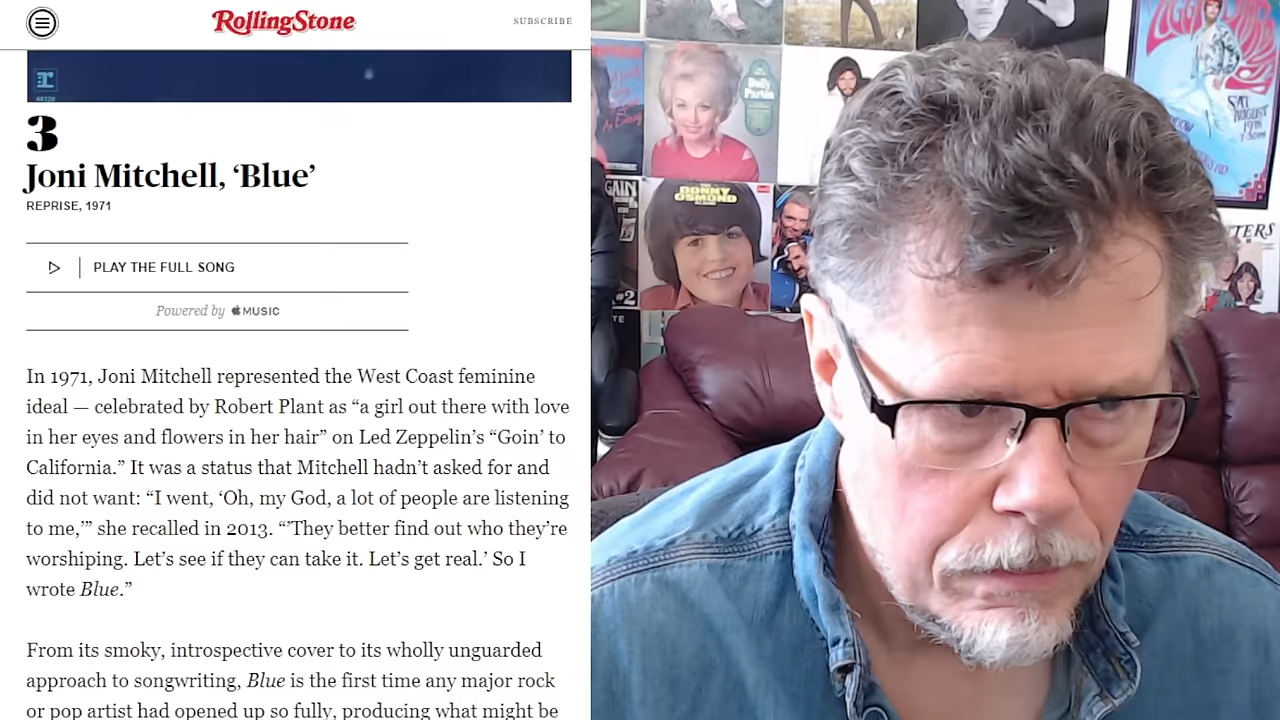 RollingStone
SUBSCRIBE
r
44128
3
Joni Mitchell, ‘Blue’
REPRISE, 1971
PLAY THE FULL SONG
Powered by MUSIC
In 1971, Joni Mitchell represented the West Coast feminine
ideal — celebrated by Robert Plant as “a girl out there with love
in her eyes and flowers in her hair” on Led Zeppelin’s “Goin’ to
California.” It was a status that Mitchell hadn’t asked for and
did not want: “I went, ‘Oh, my God, a lot of people are listening
to me,’” she recalled in 2013. “’They better find out who they’re
worshiping. Let’s see if they can take it. Let’s get real.’ So I
wrote Blue.”
From its smoky, introspective cover to its wholly unguarded
approach to songwriting, Blue is the first time any major rock
or pop artist had opened up so fully, producing what might be
Dolly
Parton
GAIN
THE
DONNY
OSMOND
ALBUM
#2
SAT
AUGUST
19TH
TERS